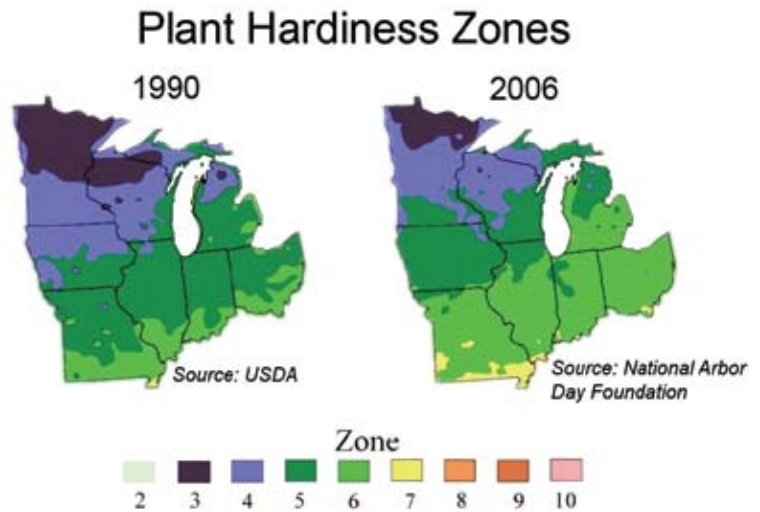 Plant Hardiness Zones
1990
2006
Source: USDA
Source: National Arbor
Day Foundation
Zone
2 3 4 5 6 7 8 9 10